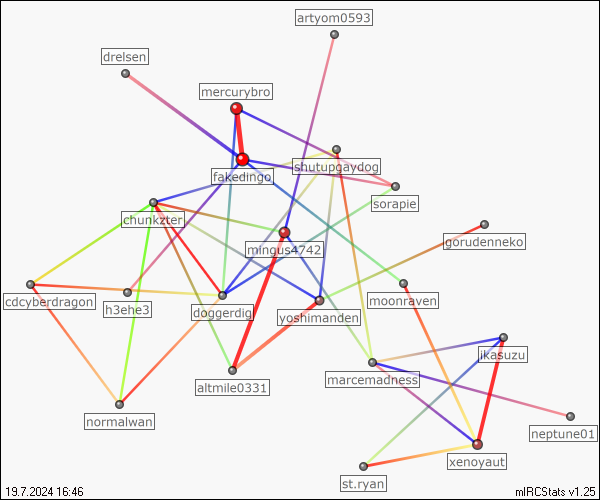 artyom0593
drelsen
mercurybro
shutupgaydog
fakedingo
sorapie
chunkzter
gorudenneko
mingus4742
cdcyberdragon
h3ehe3
doggerdig
yoshimanden
moonraven
ikasuzu
altmile0331
marcemadness
normalwan
neptune01
xenoyaut
st.ryan
19.7.2024 16:46
mIRCStats v1.25